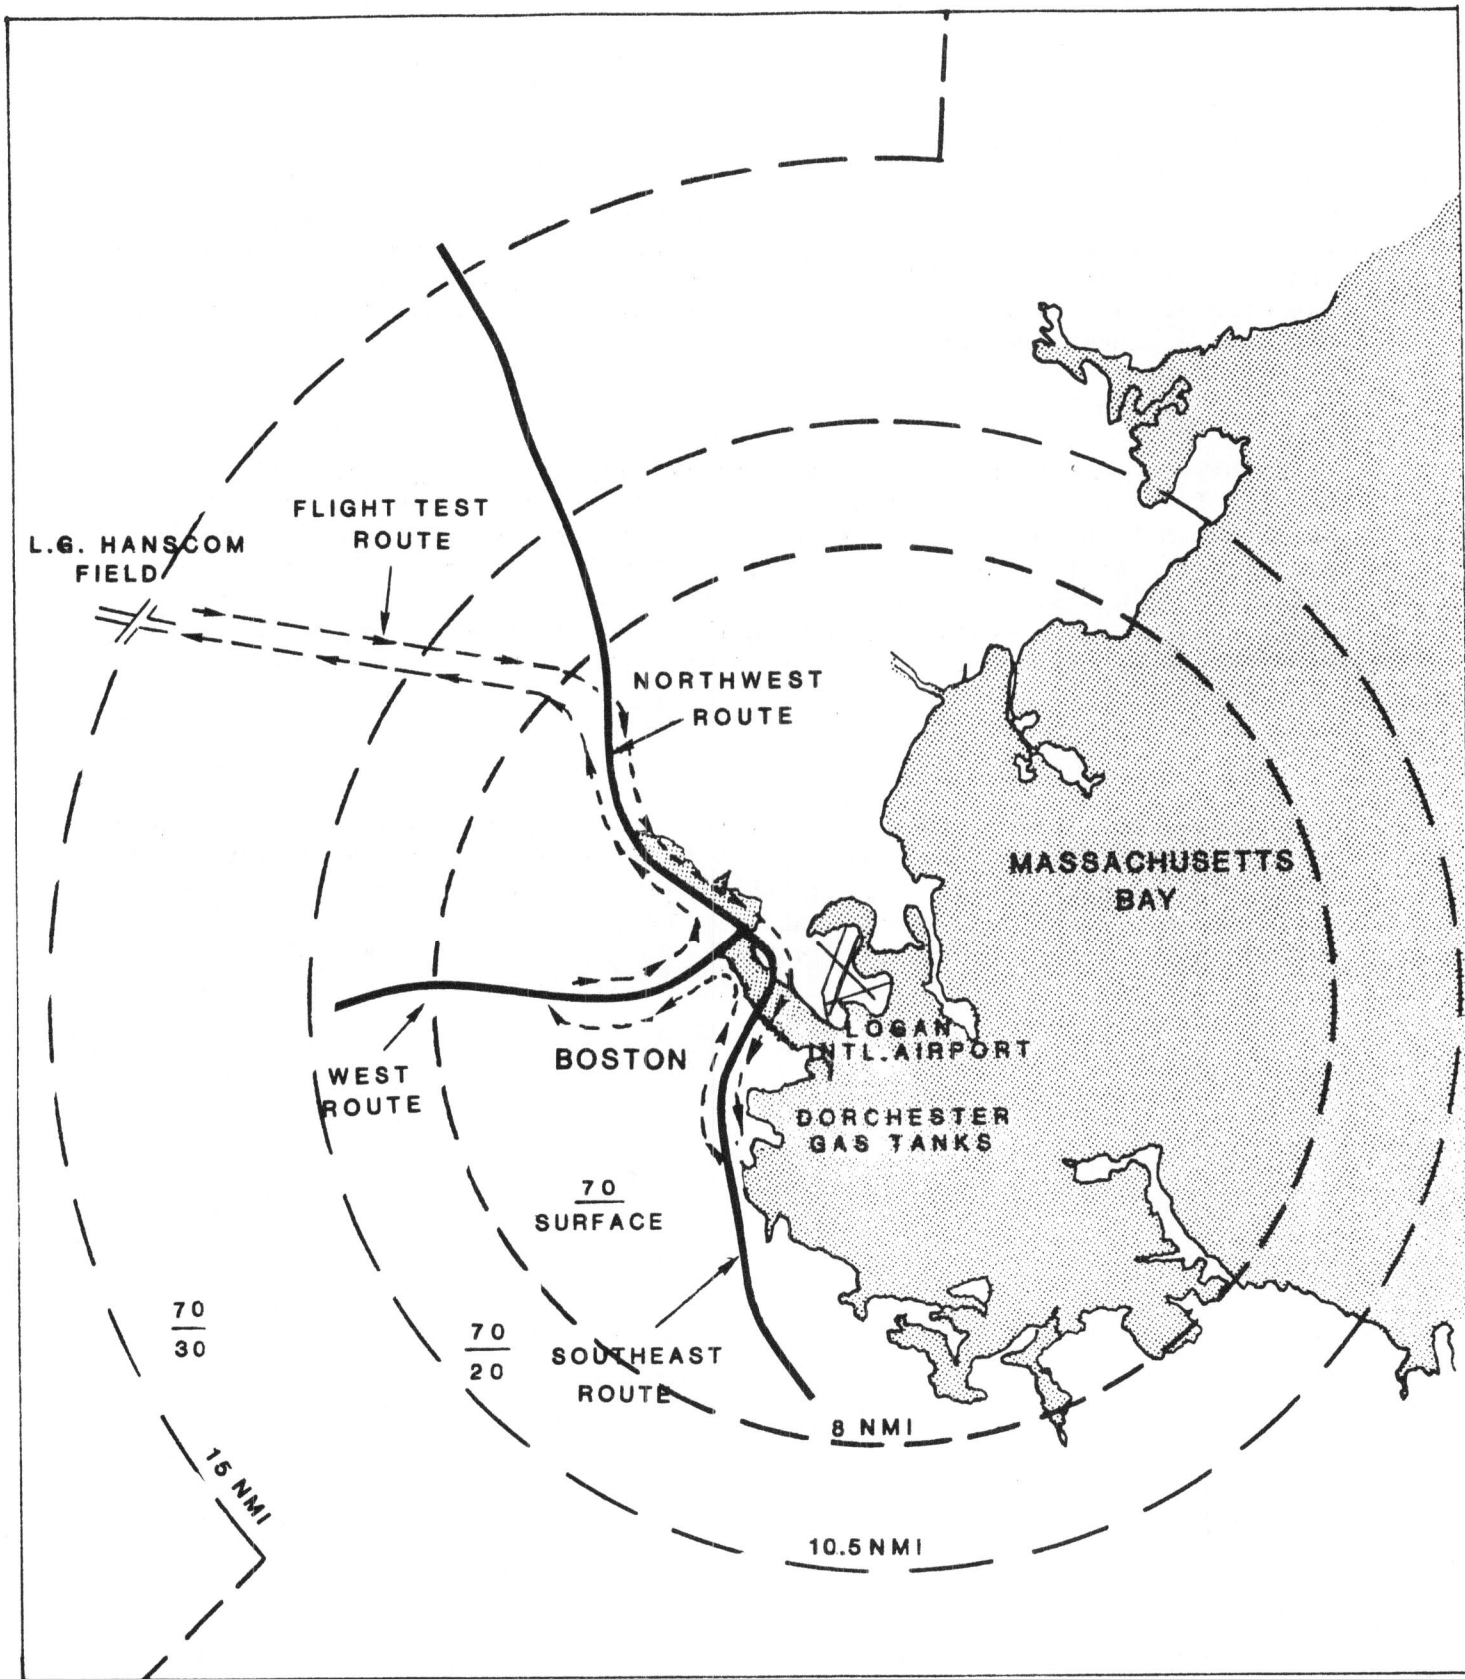 FLIGHT TEST
ROUTE
L.G. HANSCOM
FIELD
NORTHWEST
ROUTE
MASSACHUSETTS
BAY
LOGAN
INTL. AIRPORT
BOSTON
WEST
ROUTE
DORCHESTER
GAS TANKS
70
SURFACE
70
30
70
20
SOUTHEAST
ROUTE
8 NMI
15 NMI
10.5 NMI